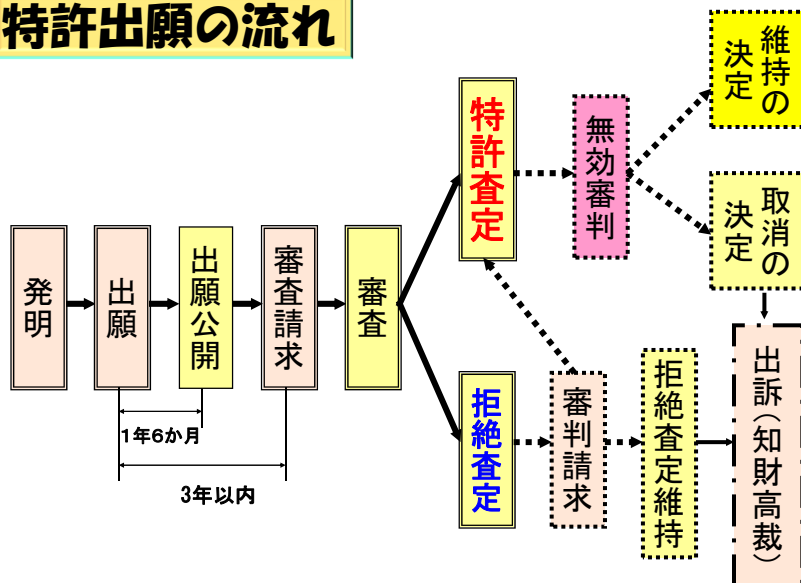 特許出願の流れ
発明
出願
出願公開
審査請求
審査
1年6か月
3年以内
特許査定
無効審判
維持の
決定
取消の
決定
拒絶査定
審判請求
拒絶査定維持
出訴(知財高裁)